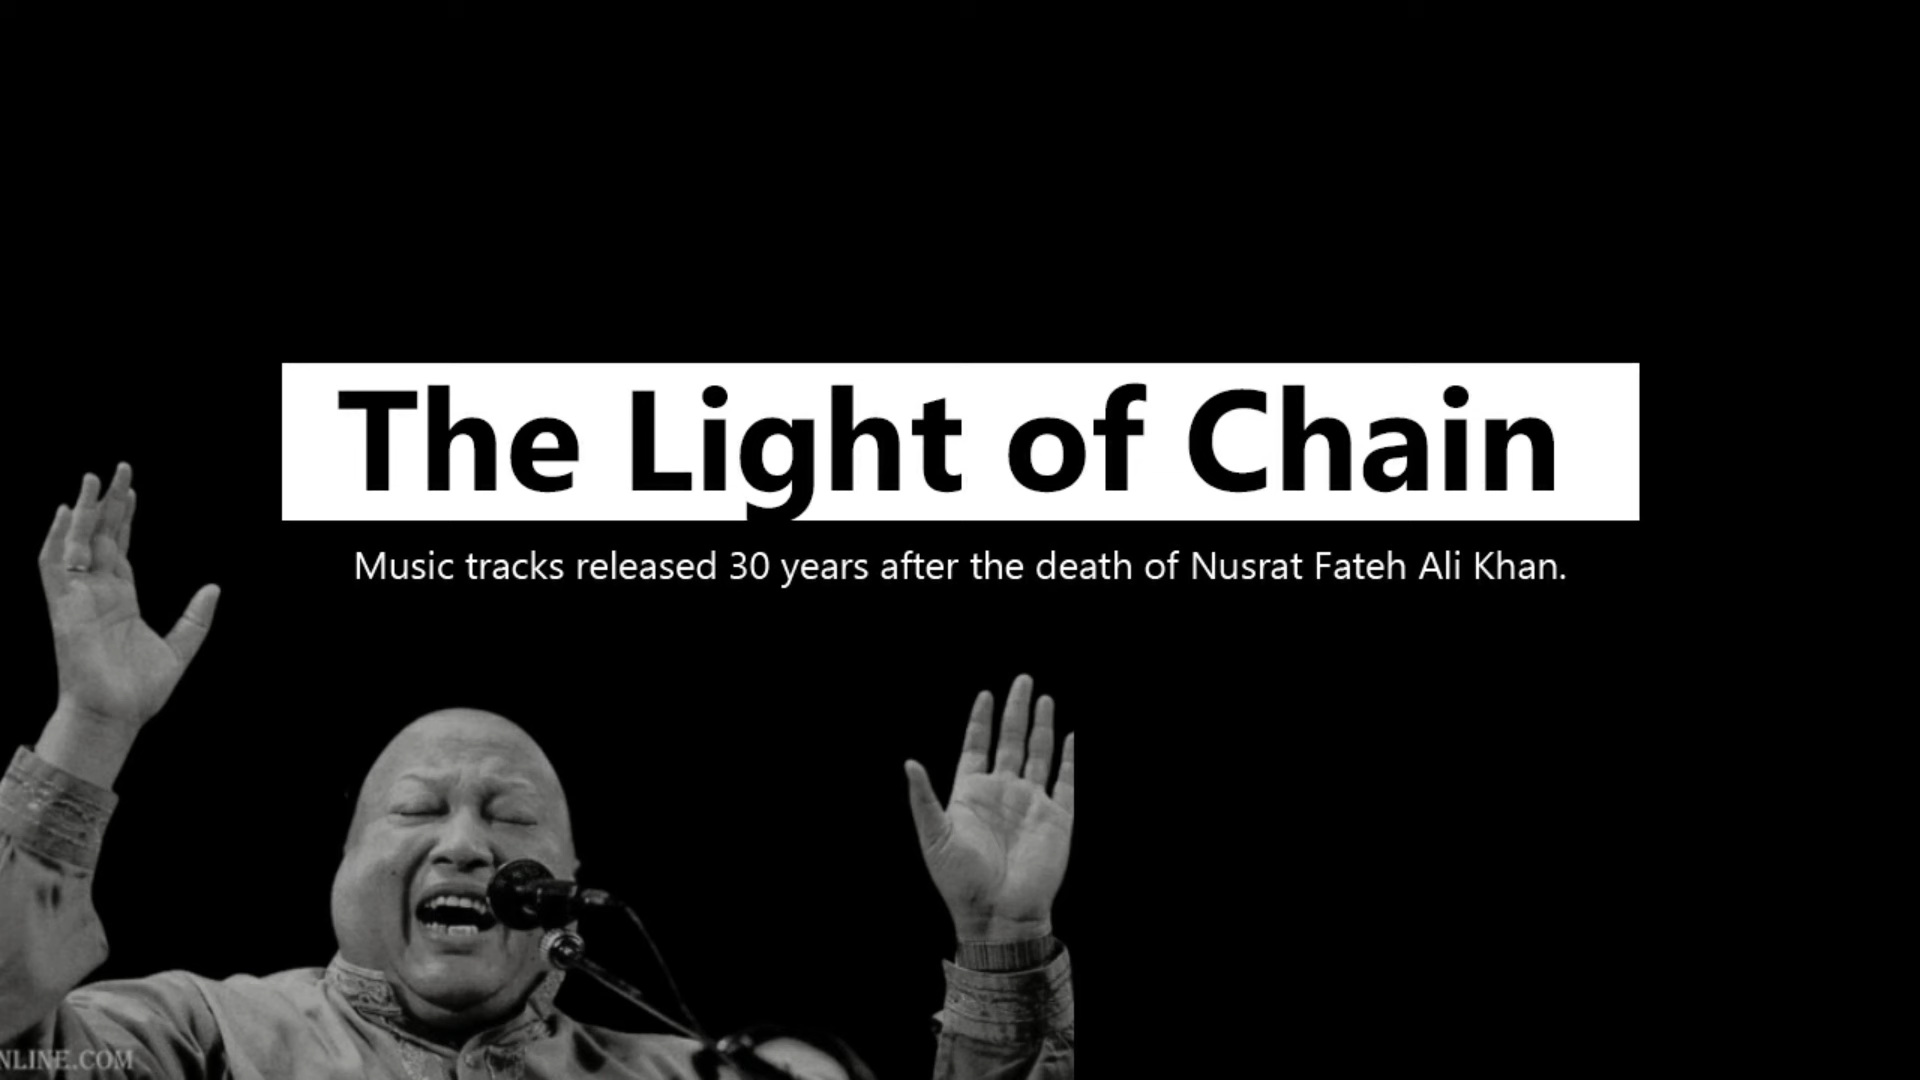 The Light of Chain
Music tracks released 30 years after the death of Nusrat Fateh Ali Khan.
NLINE.COM